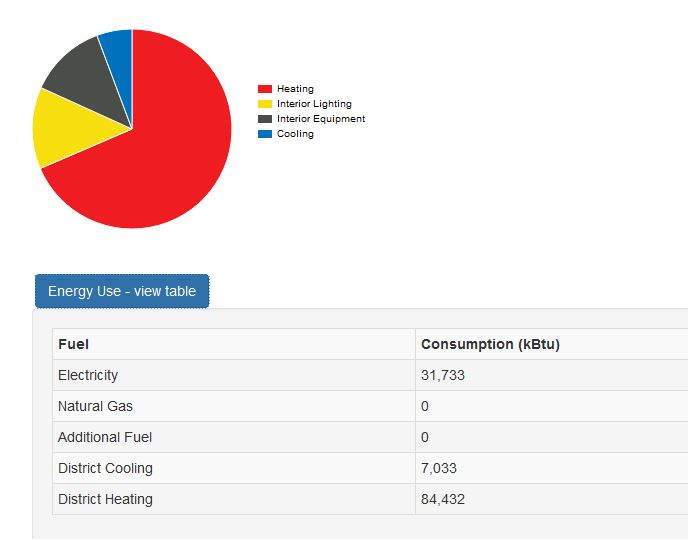 Heating
Interior Lighting
Interior Equipment
Cooling
Energy Use - view table
Fuel Consumption (kBtu)
Electricity 31,733
Natural Gas 0
Additional Fuel 0
District Cooling 7,033
District Heating 84,432